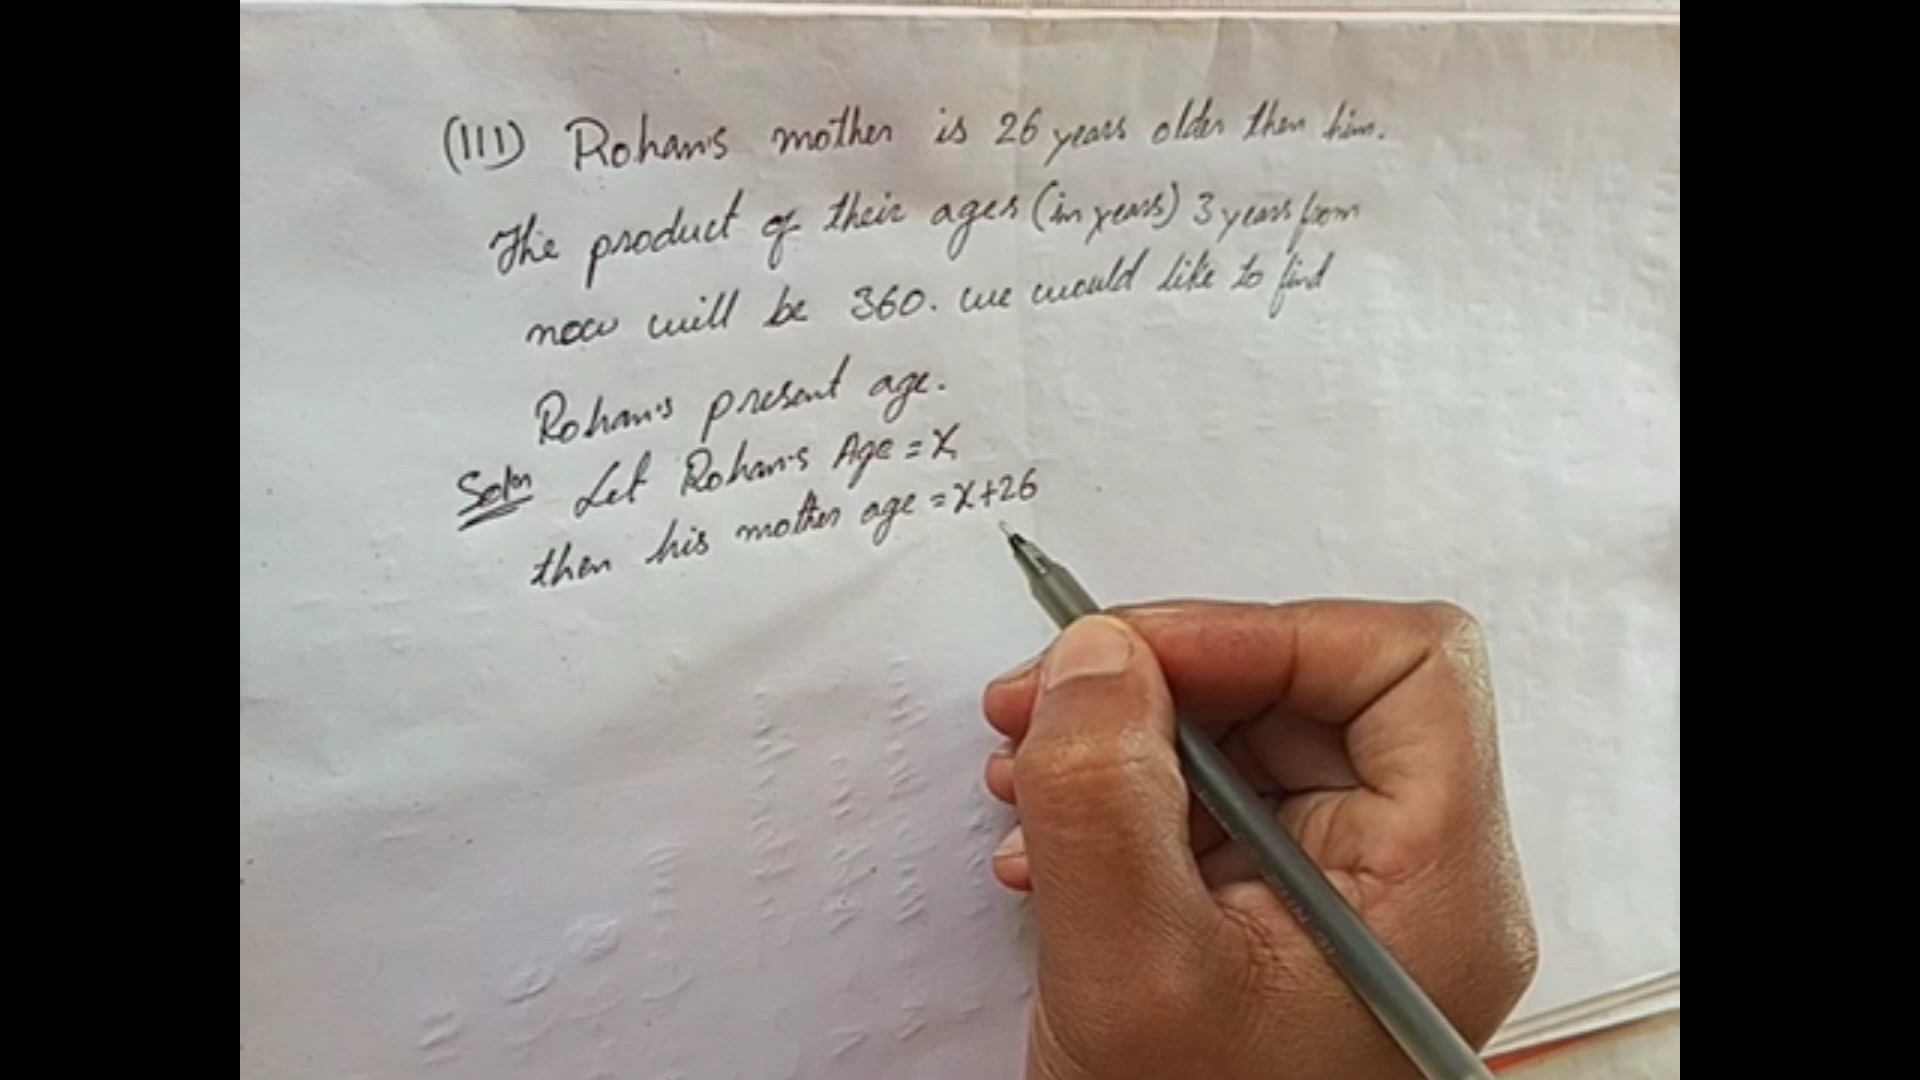 (III) Rohan's mother is 26 years older then him.
The product of their ages (in years) 3 years from
now will be 360. we would like to find
Rohan's present age.
Soln Let Rohan's Age = x
then his mother age = x+26